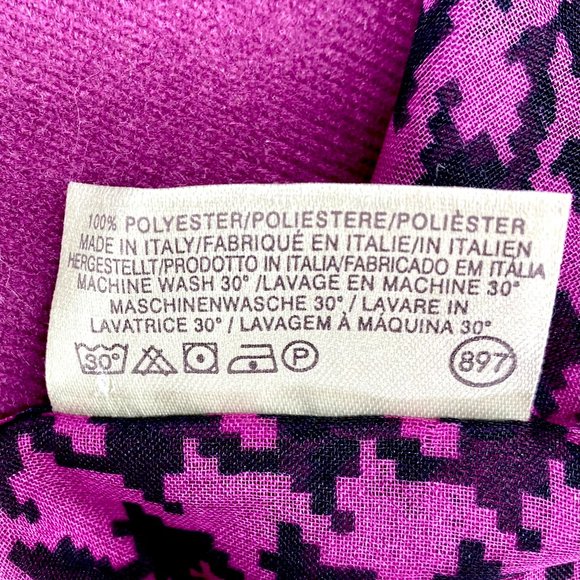 100% POLYESTER/POLIESTERE/POLIÈSTER
MADE IN ITALY/FABRIQUÉ EN ITALIE/IN ITALIEN
HERGESTELLT/PRODOTTO IN ITALIA/FABRICADO EM ITÁLIA
MACHINE WASH 30° /LAVAGE EN MACHINE 30°
MASCHINENWASCHE 30° / LAVARE IN
LAVATRICE 30° / LAVAGEM À MÁQUINA 30°
30° P 897